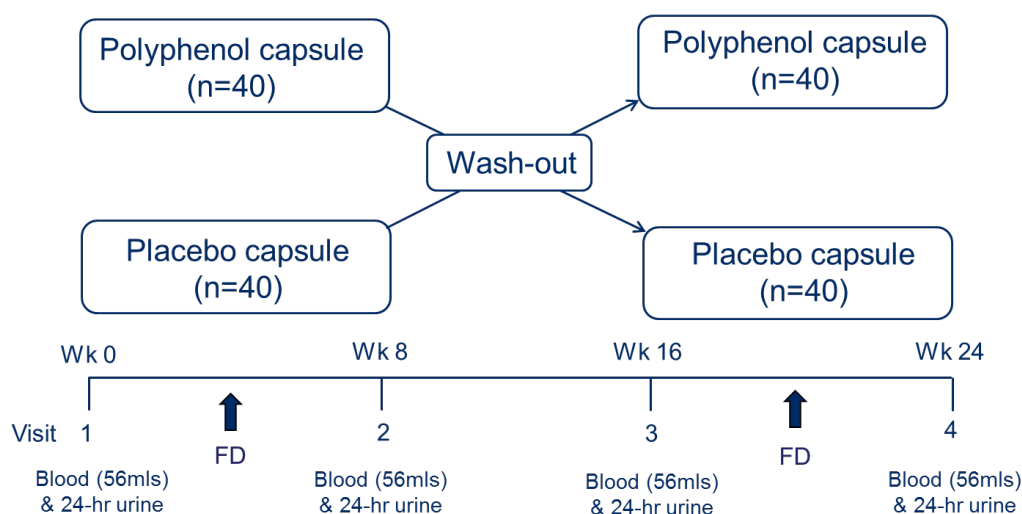 Polyphenol capsule
(n=40)
Polyphenol capsule
(n=40)
Wash-out
Placebo capsule
(n=40)
Placebo capsule
(n=40)
Wk 0
Wk 8
Wk 16
Wk 24
Visit 1
FD
2
3
FD
4
Blood (56mls)
& 24-hr urine
Blood (56mls)
& 24-hr urine
Blood (56mls)
& 24-hr urine
Blood (56mls)
& 24-hr urine